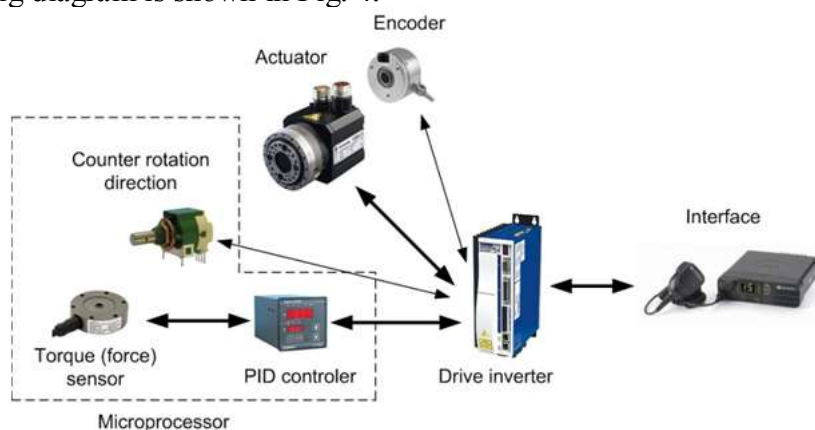 Encoder
Actuator
Counter rotation
direction
Interface
Torque (force)
sensor
PID controler
Drive inverter
Microprocessor